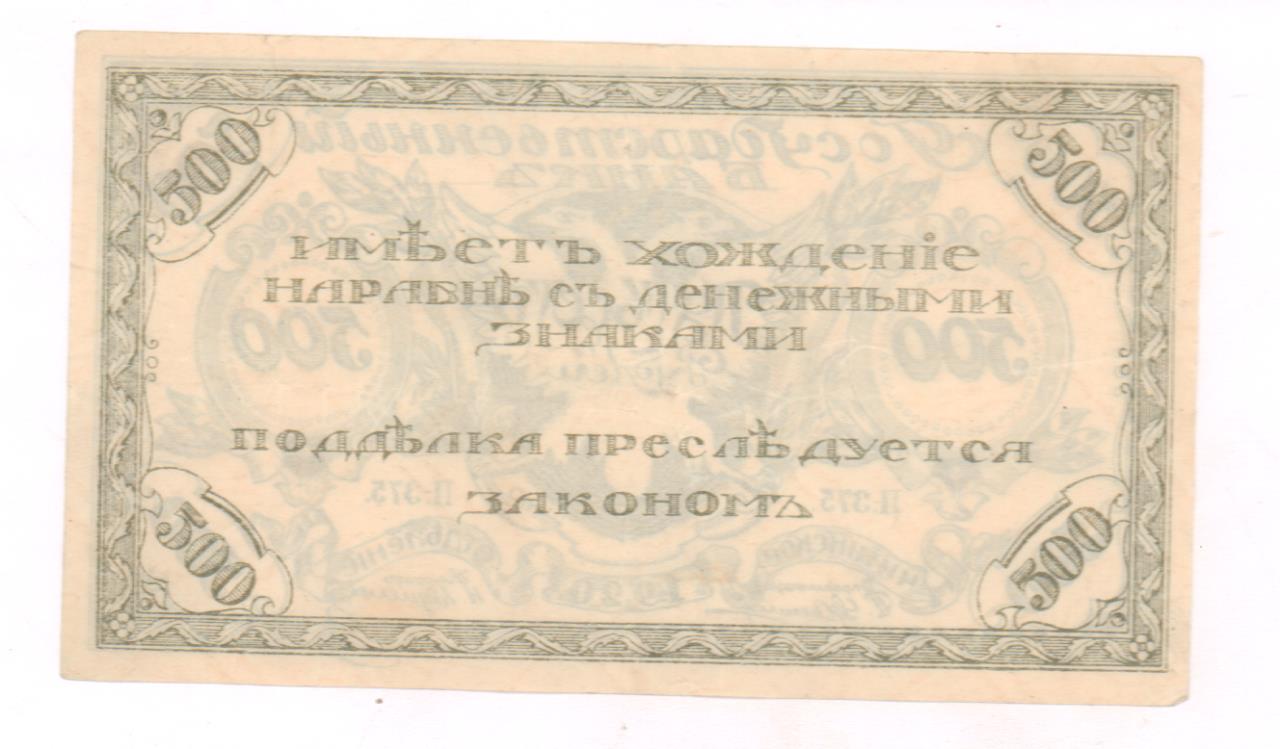 500 500
ИМѢЕТЪ ХОЖДЕНІЕ
НАРАВНѢ СЪ ДЕНЕЖНЫМИ
ЗНАКАМИ
ПОДДѢЛКА ПРЕСЛѢДУЕТСЯ
ЗАКОНОМЪ
500 500